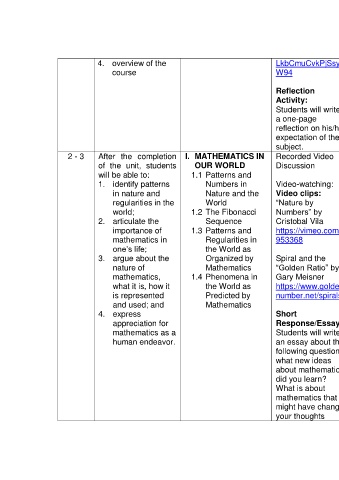 4. overview of the
course
LkbCmuCvkPjSsy
W94
Reflection
Activity:
Students will write
a one-page
reflection on his/h
expectation of the
subject.
2 - 3
After the completion
of the unit, students
will be able to:
1. identify patterns
in nature and
regularities in the
world;
2. articulate the
importance of
mathematics in
one's life;
3. argue about the
nature of
mathematics,
what it is, how it
is represented
and used; and
4. express
appreciation for
mathematics as a
human endeavor.
I. MATHEMATICS IN
OUR WORLD
1.1 Patterns and
Numbers in
Nature and the
World
1.2 The Fibonacci
Sequence
1.3 Patterns and
Regularities in
the World as
Organized by
Mathematics
1.4 Phenomena in
the World as
Predicted by
Mathematics
Recorded Video
Discussion
Video-watching:
Video clips:
"Nature by
Numbers" by
Cristobal Vila
https://vimeo.com
953368
Spiral and the
"Golden Ratio" by
Gary Meisner
https://www.golde
number.net/spirals
Short
Response/Essay
Students will write
an essay about th
following question
what new ideas
about mathematic
did you learn?
What is about
mathematics that
might have chang
your thoughts